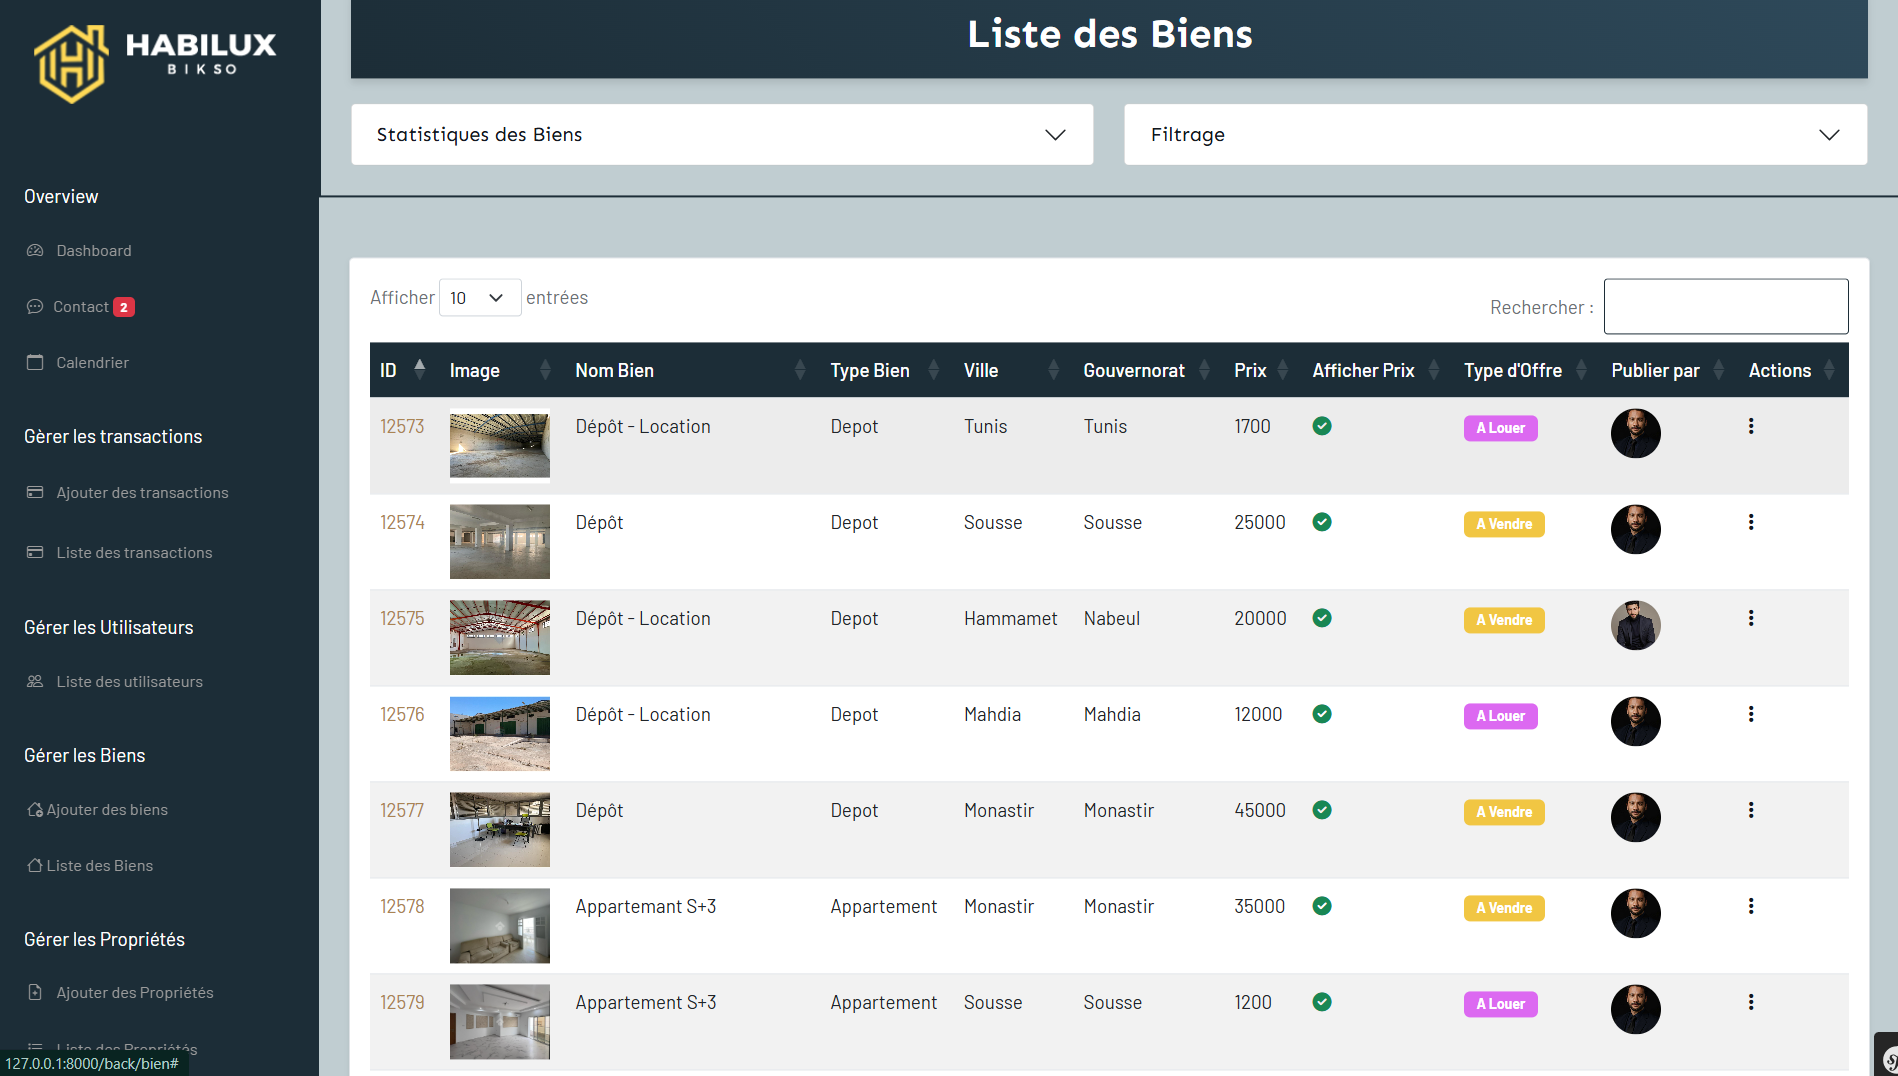 HABILUX
BIKSO
Overview
Dashboard
Contact 2
Calendrier
Gèrer les transactions
Ajouter des transactions
Liste des transactions
Gérer les Utilisateurs
Liste des utilisateurs
Gérer les Biens
Ajouter des biens
Liste des Biens
Gérer les Propriétés
Ajouter des Propriétés
Liste des Propriétés
127.0.0.1:8000/back/bien#
Liste des Biens
Statistiques des Biens
Filtrage
Afficher 10 entrées
Rechercher :
ID Image Nom Bien Type Bien Ville Gouvernorat Prix Afficher Prix Type d'Offre Publier par Actions
12573 Dépôt - Location Depot Tunis Tunis 1700 A Louer
12574 Dépôt Depot Sousse Sousse 25000 A Vendre
12575 Dépôt - Location Depot Hammamet Nabeul 20000 A Vendre
12576 Dépôt - Location Depot Mahdia Mahdia 12000 A Louer
12577 Dépôt Depot Monastir Monastir 45000 A Vendre
12578 Appartemant S+3 Appartement Monastir Monastir 35000 A Vendre
12579 Appartement S+3 Appartement Sousse Sousse 1200 A Louer